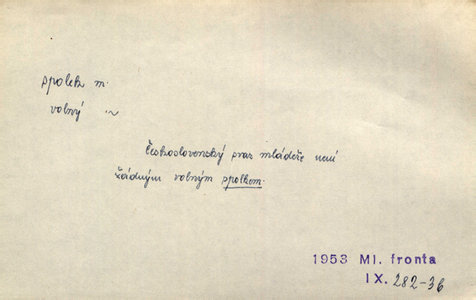 spolek m.
volný ~
Československý svaz mládeže není
žádným volným spolkem.
1953 Ml. fronta
IX. 282-36